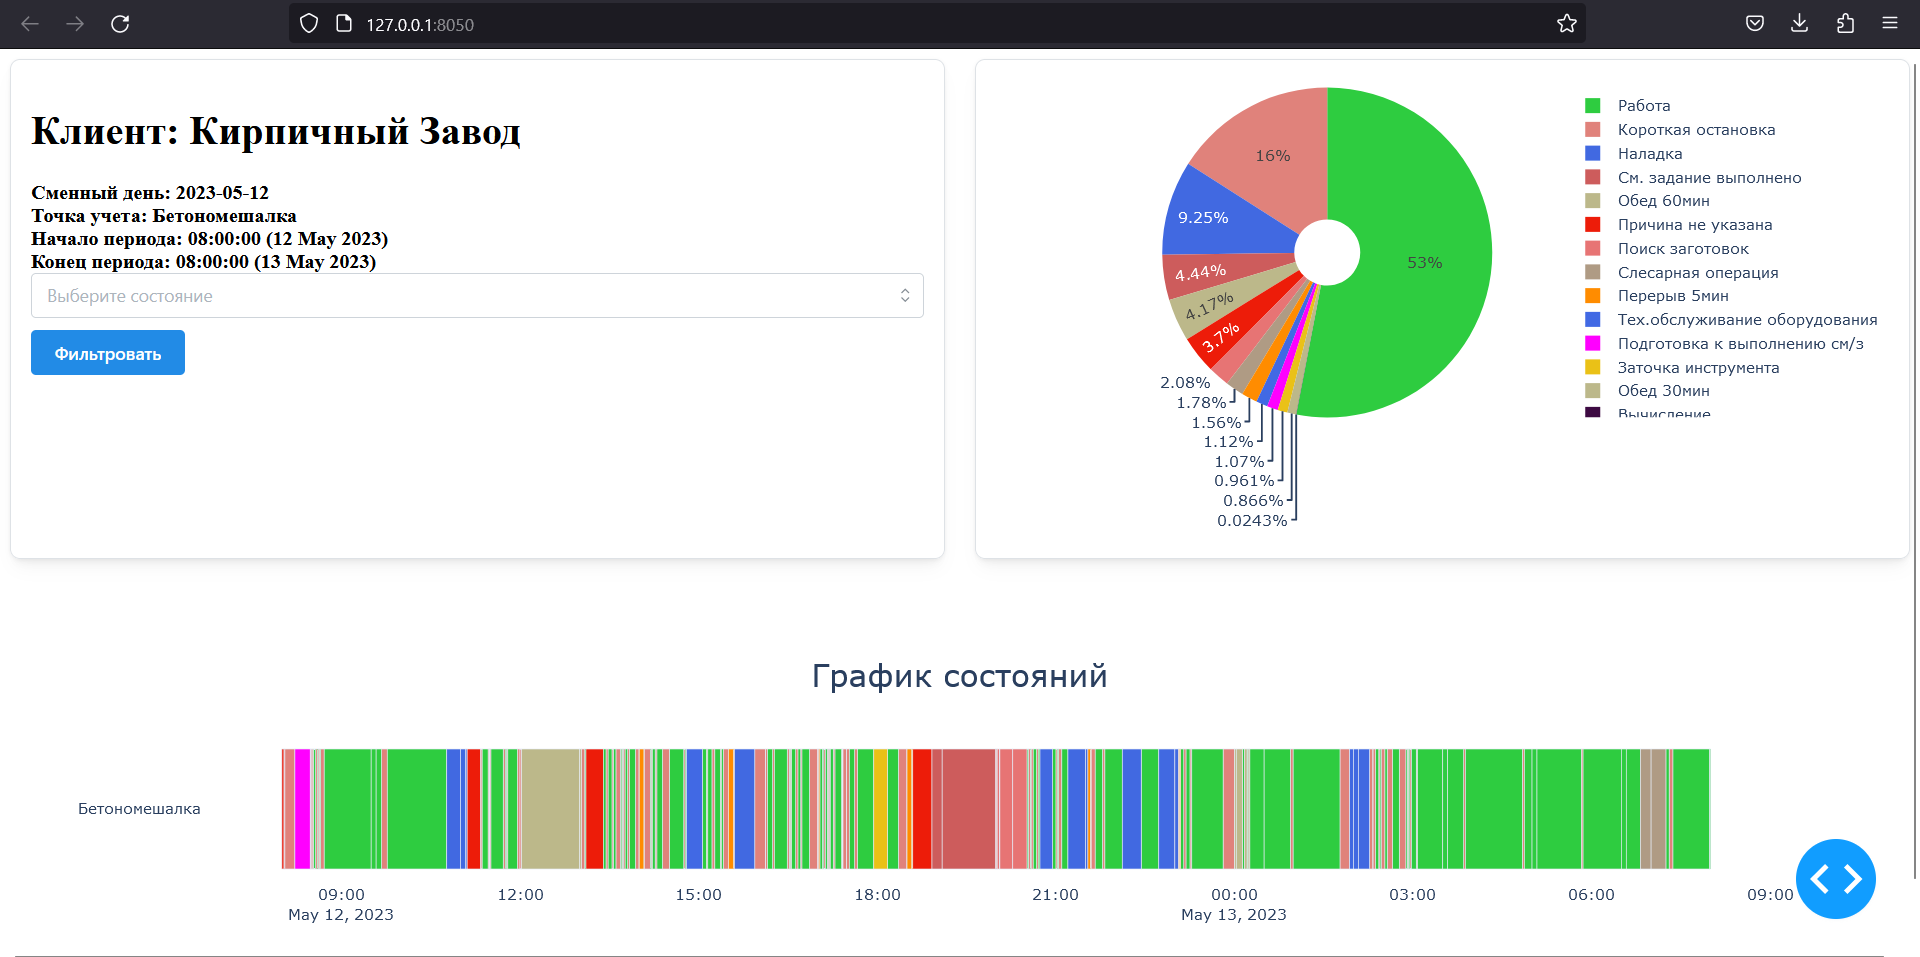 127.0.0.1:8050
Клиент: Кирпичный Завод
Сменный день: 2023-05-12
Точка учета: Бетономешалка
Начало периода: 08:00:00 (12 May 2023)
Конец периода: 08:00:00 (13 May 2023)
Выберите состояние
Фильтровать
16%
9.25%
4.44%
4.17%
3.7%
53%
2.08%
1.78%
1.56%
1.12%
1.07%
0.961%
0.866%
0.0243%
Работа
Короткая остановка
Наладка
См. задание выполнено
Обед 60мин
Причина не указана
Поиск заготовок
Слесарная операция
Перерыв 5мин
Тех.обслуживание оборудования
Подготовка к выполнению см/з
Заточка инструмента
Обед 30мин
Вычисление
График состояний
Бетономешалка
09:00 12:00 15:00 18:00 21:00 00:00 03:00 06:00 09:00
May 12, 2023 May 13, 2023